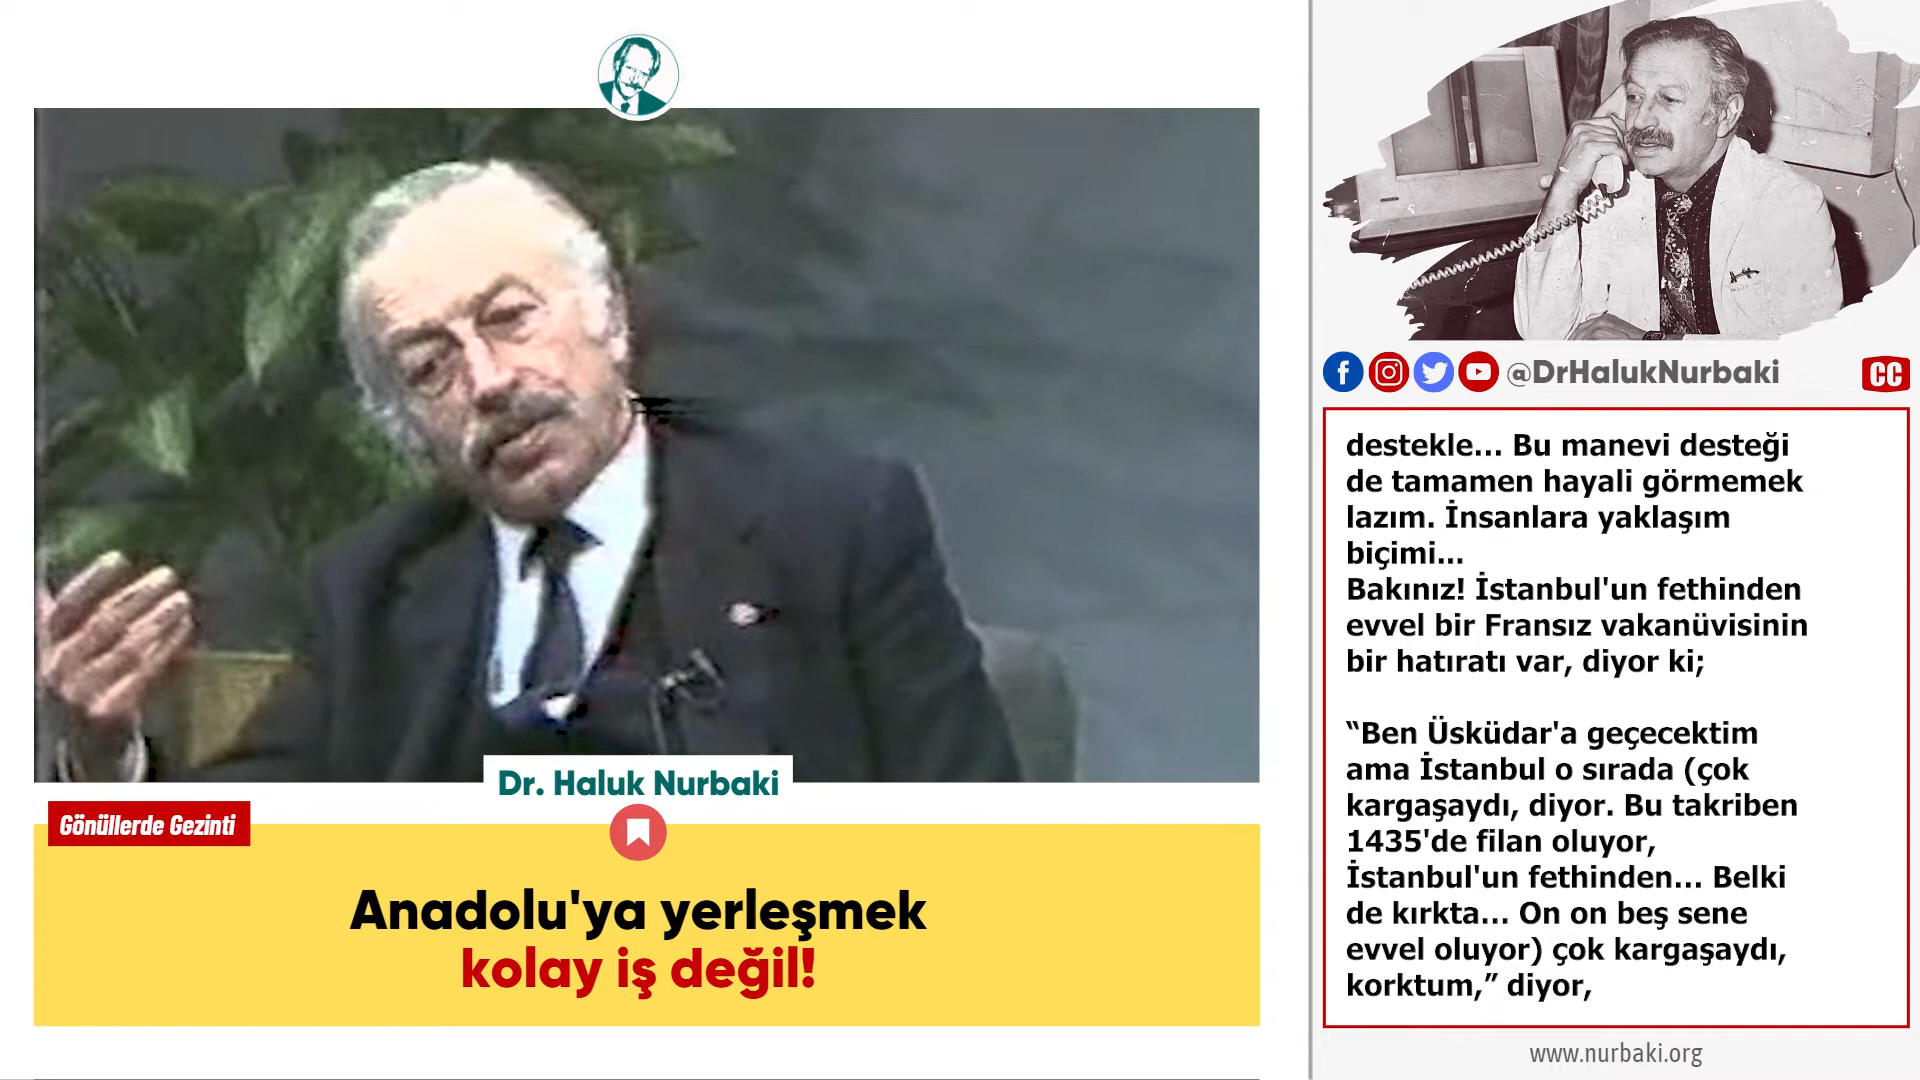 Dr. Haluk Nurbaki
Gönüllerde Gezinti
Anadolu'ya yerleşmek
kolay iş değil!
@DrHalukNurbaki
CC
destekle... Bu manevi desteği
de tamamen hayali görmemek
lazım. İnsanlara yaklaşım
biçimi...
Bakınız! İstanbul'un fethinden
evvel bir Fransız vakanüvisinin
bir hatıratı var, diyor ki;
“Ben Üsküdar'a geçecektim
ama İstanbul o sırada (çok
kargaşaydı, diyor. Bu takriben
1435'de filan oluyor,
İstanbul'un fethinden... Belki
de kırkta... On on beş sene
evvel oluyor) çok kargaşaydı,
korktum,” diyor,
www.nurbaki.org